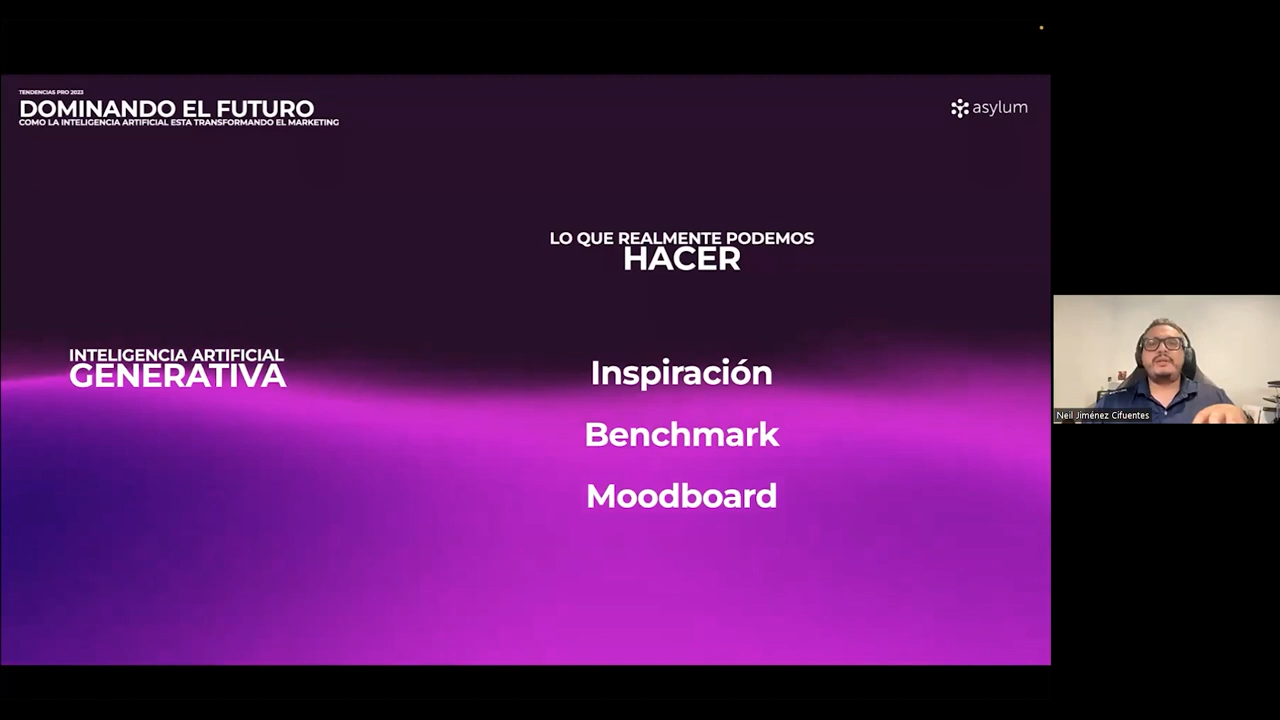 TENDENCIAS PRO 2023
DOMINANDO EL FUTURO
COMO LA INTELIGENCIA ARTIFICIAL ESTA TRANSFORMANDO EL MARKETING
asylum
LO QUE REALMENTE PODEMOS
HACER
INTELIGENCIA ARTIFICIAL
GENERATIVA
Inspiración
Benchmark
Moodboard
Neil Jiménez Cifuentes